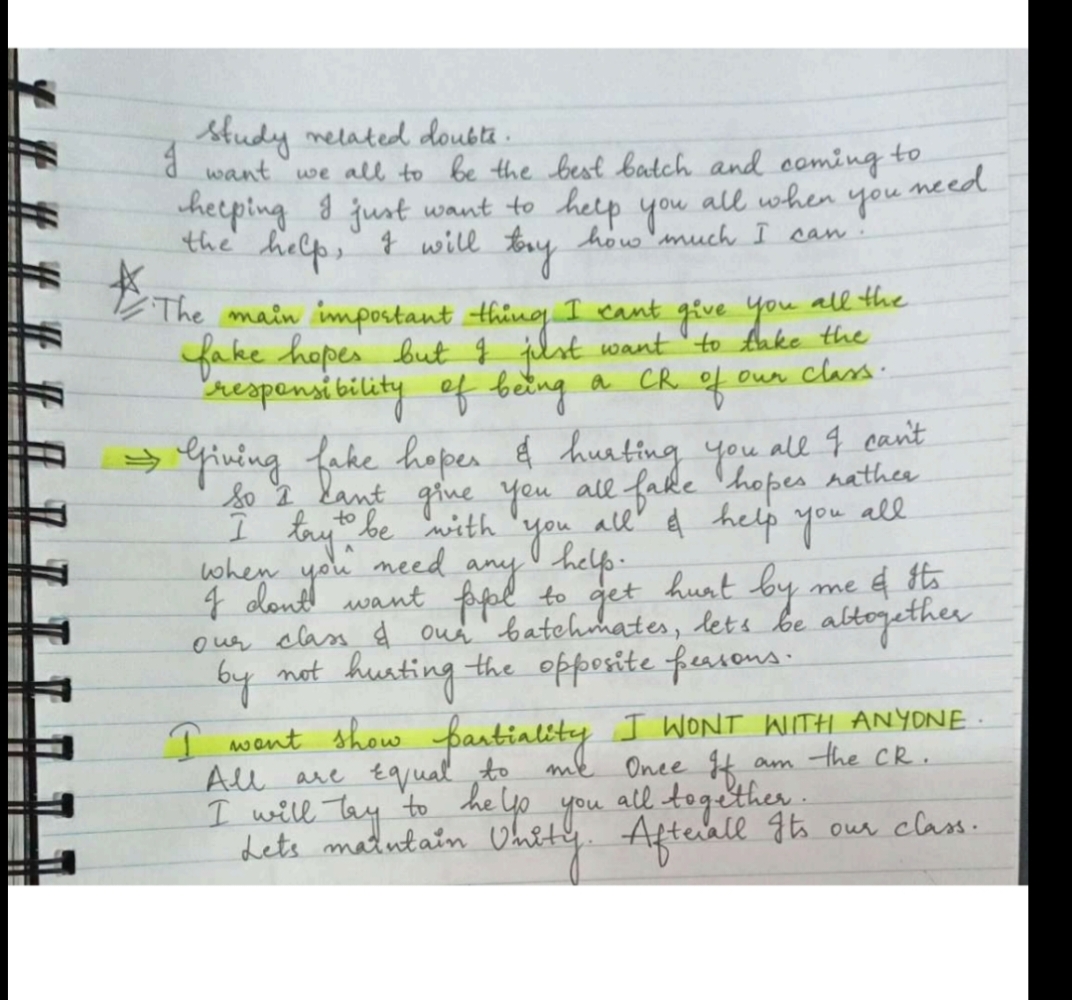 study related doubts.
I want we all to be the best batch and coming to
helping I just want to help you all when you need
the help, I will try how much I can.
The main important thing I cant give you all the
fake hopes but I just want to take the
responsibility of being a CR of our class.
⇒ Giving fake hopes & hurting you all I can't
So I cant give you all fake hopes rather
I try to be with you all & help you all
when you need any help.
I dont want to get hurt by me & Its
our class & our batchmates, lets be altogether
by not hurting the opposite persons.
I wont show partiality I WONT WITH ANYONE.
All are Equal to me Once If am the CR.
I will Try to help you all together.
Lets maintain Unity. Afterall Its our class.